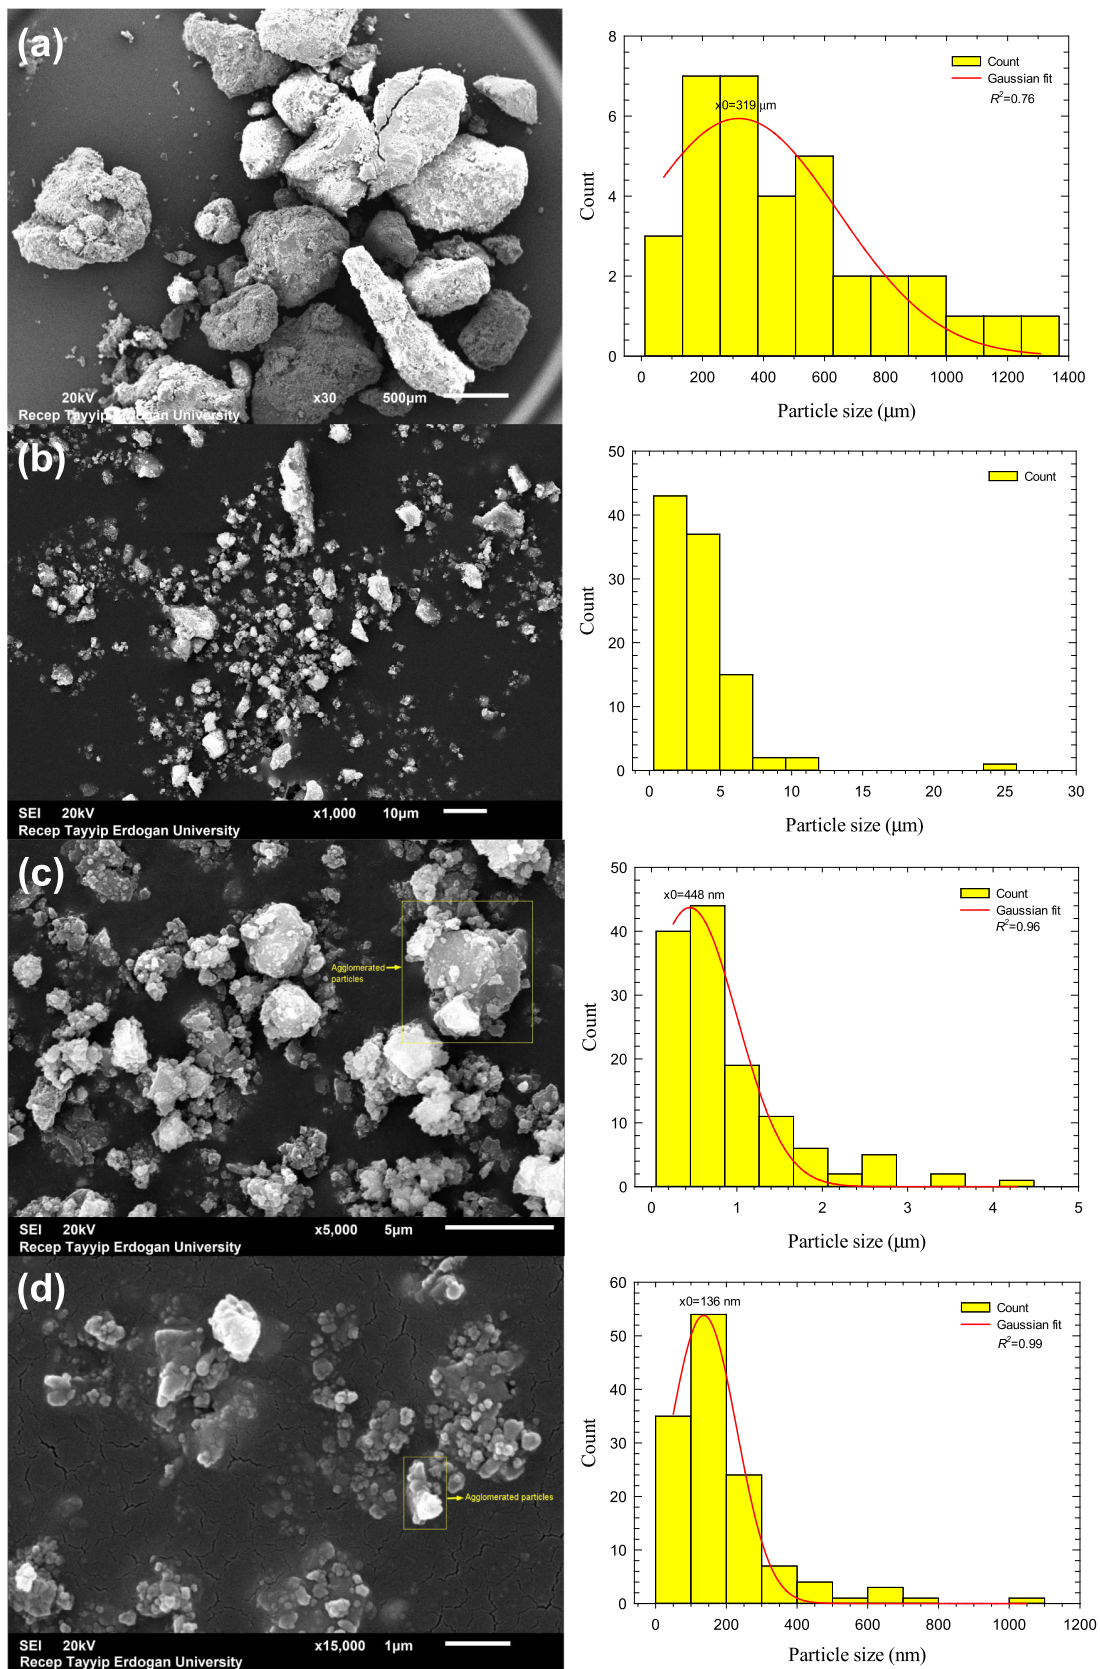 (a)
20kV x30 500μm
Recep Tayyip Erdogan University
8
6
4
2
0
Count
x0=319 μm
Count
Gaussian fit
R²=0.76
0 200 400 600 800 1000 1200 1400
Particle size (μm)
(b)
SEI 20kV x1,000 10μm
Recep Tayyip Erdogan University
50
40
30
20
10
0
Count
Count
0 5 10 15 20 25 30
Particle size (μm)
(c)
Agglomerated
particles
SEI 20kV x5,000 5μm
Recep Tayyip Erdogan University
50
40
30
20
10
0
Count
x0=448 nm
Count
Gaussian fit
R²=0.96
0 1 2 3 4 5
Particle size (μm)
(d)
Agglomerated particles
SEI 20kV x15,000 1μm
Recep Tayyip Erdogan University
60
50
40
30
20
10
0
Count
x0=136 nm
Count
Gaussian fit
R²=0.99
0 200 400 600 800 1000 1200
Particle size (nm)